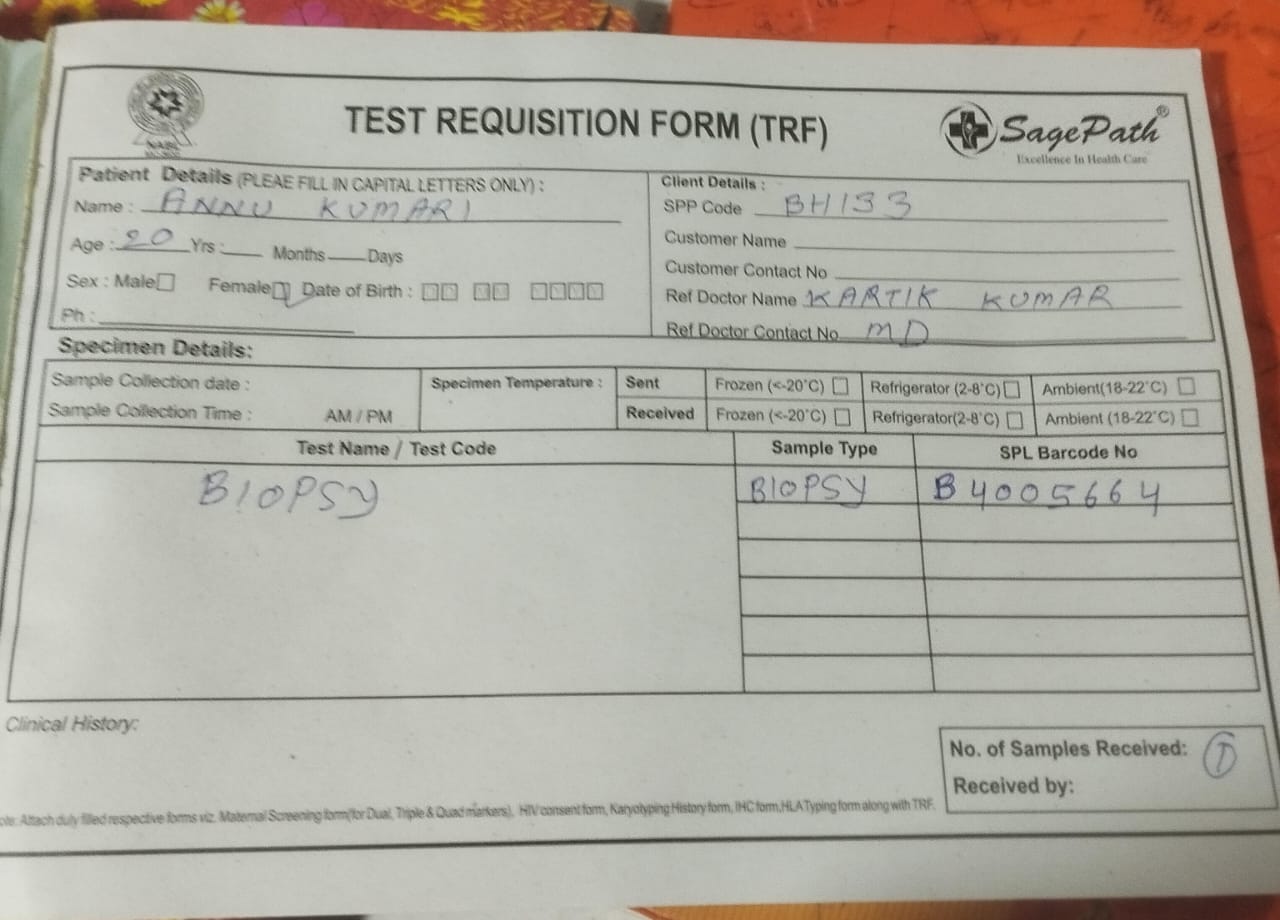 NABL
TEST REQUISITION FORM (TRF)
SagePath®
Excellence In Health Care
Patient Details (PLEAE FILL IN CAPITAL LETTERS ONLY) :
Name : ANNU KUMARI
Age : 20 Yrs : Months Days
Sex : Male Female Date of Birth :
Ph :
Client Details :
SPP Code BH133
Customer Name
Customer Contact No
Ref Doctor Name KARTIK KUMAR
Ref Doctor Contact No MD
Specimen Details:
Sample Collection date :
Sample Collection Time : AM / PM
Specimen Temperature :
Sent Frozen (<-20°C) Refrigerator (2-8°C) Ambient(18-22°C)
Received Frozen (<-20°C) Refrigerator(2-8°C) Ambient (18-22°C)
Test Name / Test Code Sample Type SPL Barcode No
BIOPSY BIOPSY B4005664
Clinical History:
No. of Samples Received: 1
Received by:
ote: Attach duly filled respective forms viz. Maternal Screening form(for Dual, Triple & Quad markers), HIV consent form, Karyotyping History form, IHC form,HLA Typing form along with TRF.